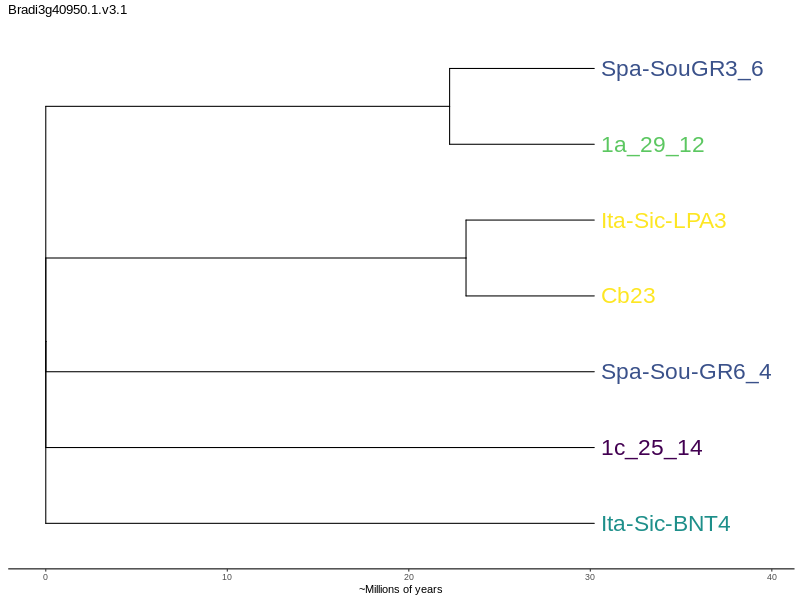 Bradi3g40950.1.v3.1
Spa-SouGR3_6
1a_29_12
Ita-Sic-LPA3
Cb23
Spa-Sou-GR6_4
1c_25_14
Ita-Sic-BNT4
0 10 20 30 40
~Millions of years